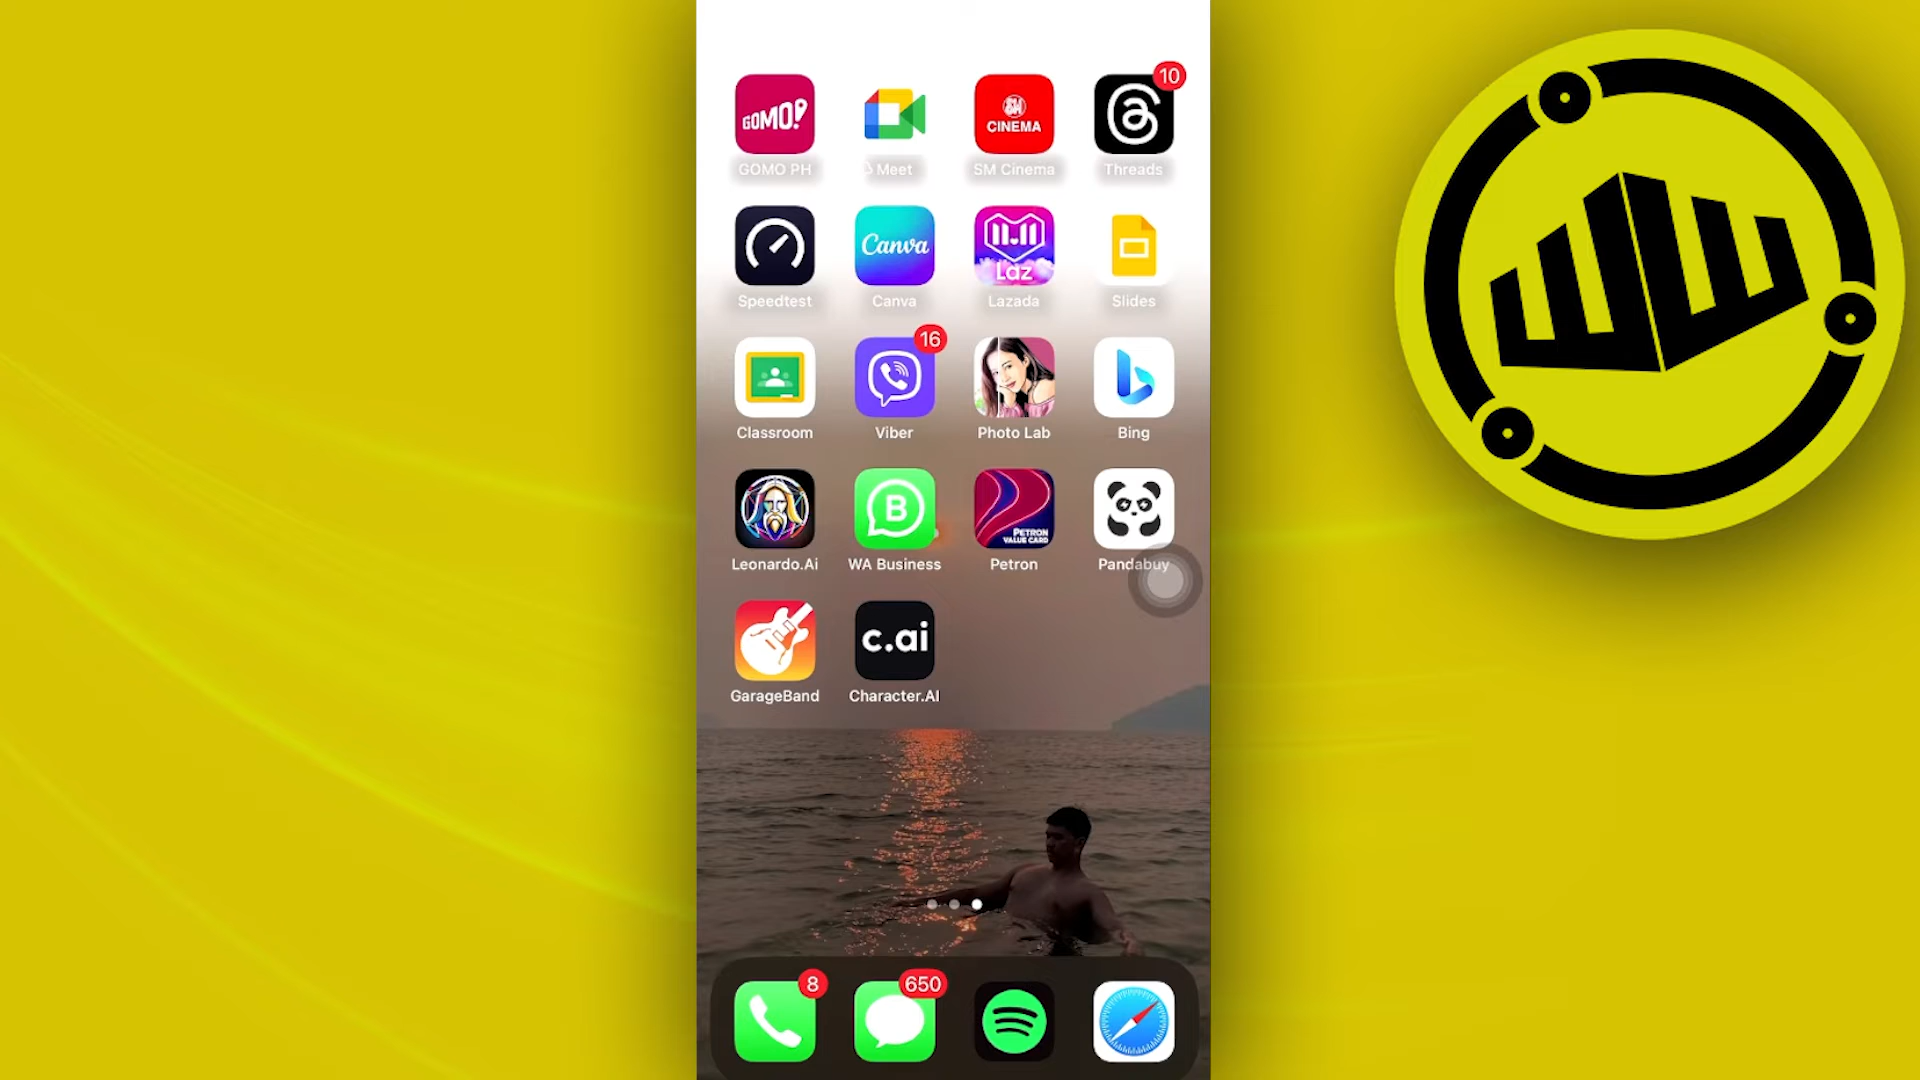 GOMO!
SM
CINEMA
10
GOMO PH
Meet
SM Cinema
Threads
Canva
11.11
Laz
Speedtest
Canva
Lazada
Slides
16
Classroom
Viber
Photo Lab
Bing
B
PETRON
VALUE CARD
Leonardo.Ai
WA Business
Petron
Pandabuy
c.ai
GarageBand
Character.AI
8
650